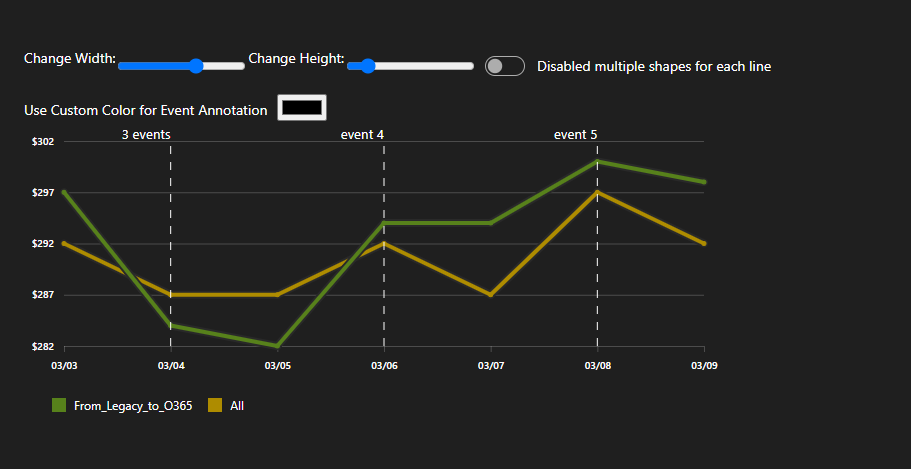 Change Width: Change Height: Disabled multiple shapes for each line
Use Custom Color for Event Annotation
3 events event 4 event 5
$302
$297
$292
$287
$282
03/03 03/04 03/05 03/06 03/07 03/08 03/09
From_Legacy_to_O365 All